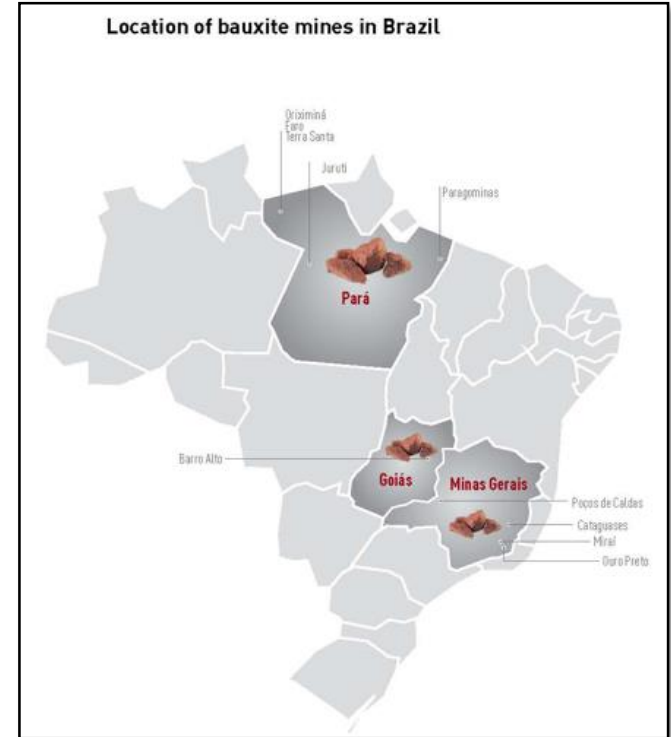 Location of bauxite mines in Brazil
Oriximiná
Faro
Terra Santa
Juruti
Paragominas
Pará
Barro Alto
Goiás
Minas Gerais
Poços de Caldas
Cataguases
Miraí
Ouro Preto